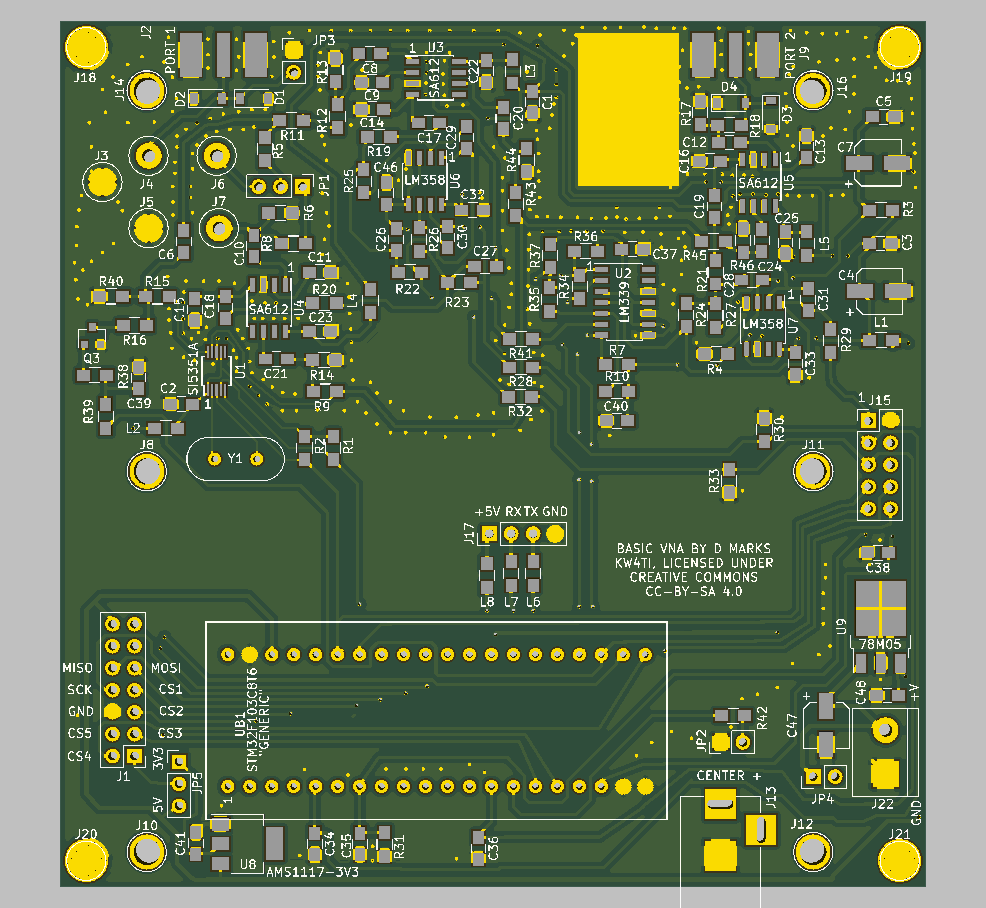 J2
PORT 1
J18
J14
D2
D1
JP3
R13
C8
C9
C14
R12
R11
R5
R19
1
U3
SA612
C22
L3
C1
C20
C17
C29
R44
R43
PORT 2
J9
J19
J16
D4
R17
R18
D3
C12
C16
C13
C5
C7
+
1
SA612
U5
C19
C25
L5
R3
C3
J3
J4
J6
J5
J7
JP1
R6
R8
C10
C6
R25
C46
LM358
1
U6
C32
C30
C26
R26
R22
C27
R23
C11
R20
C23
L4
1
SA612
U4
R40
R15
C15
C18
R16
Q3
R38
C39
R39
SI5351A
U1
1
C2
L2
C21
R14
R9
R37
R36
C37
R35
R34
U2
LM339
1
R45
R46
C24
R21
C28
R24
R27
LM358
1
U7
C31
C33
R29
R4
C4
+
L1
R41
R28
R32
R7
R10
C40
J8
Y1
R2
R1
R30
R33
J11
1
J15
+5V RX TX GND
J17
L8
L7
L6
BASIC VNA BY D MARKS
KW4TI, LICENSED UNDER
CREATIVE COMMONS
CC-BY-SA 4.0
C38
U9
78M05
C48
+V
+
C47
R42
JP2
JP4
J22
GND
CENTER +
J13
MISO
MOSI
SCK
CS1
GND
CS2
CS5
CS3
CS4
J1
3V3
JP5
5V
UB1
STM32F103C8T6
"GENERIC"
1
J20
J10
C41
U8
AMS1117-3V3
C34
C35
R31
C36
J12
J21